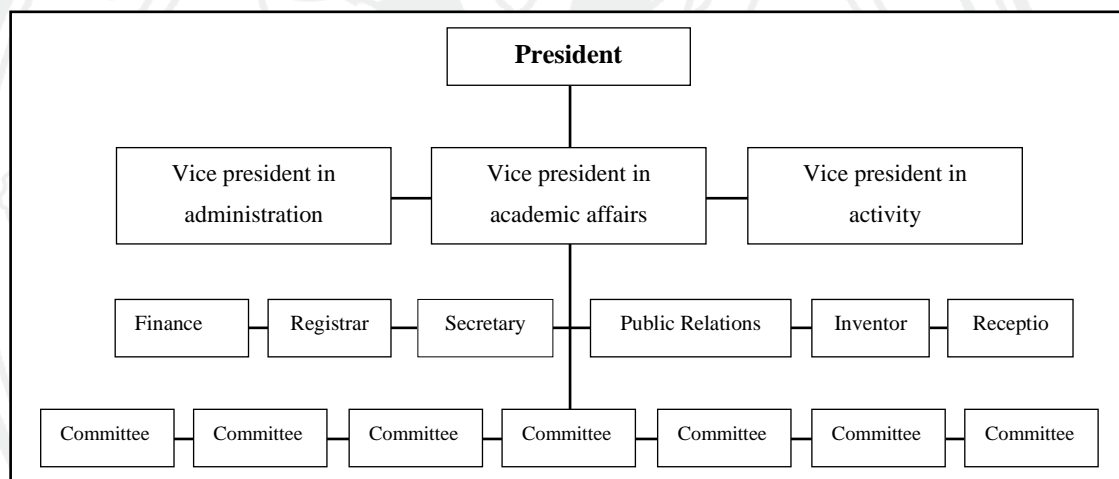 President
Vice president in
administration
Vice president in
academic affairs
Vice president in
activity
Finance
Registrar
Secretary
Public Relations
Inventor
Receptio
Committee
Committee
Committee
Committee
Committee
Committee
Committee